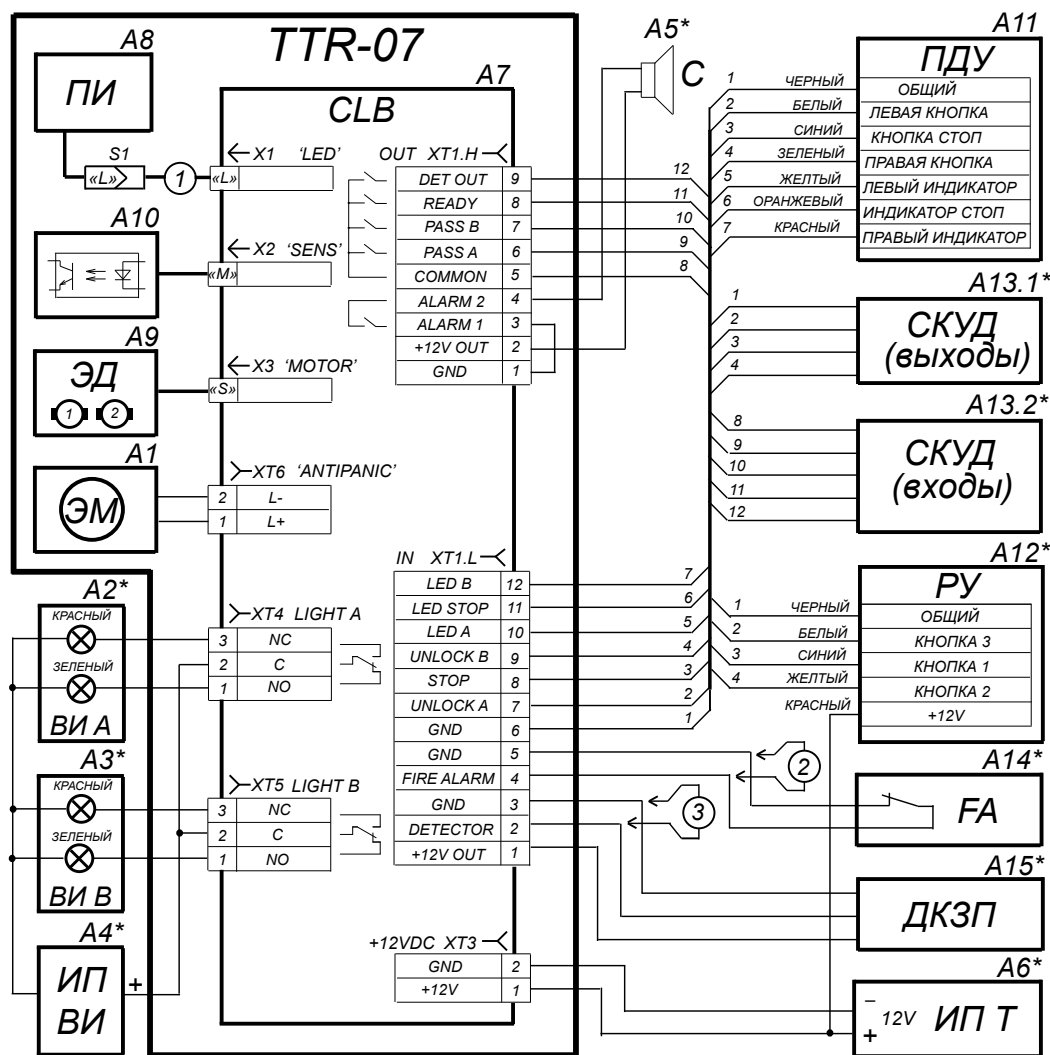 TTR-07
A8
ПИ
S1
«L»
1
A7
CLB
X1 'LED'
«L»
OUT XT1.H
DET OUT 9
READY 8
PASS B 7
PASS A 6
COMMON 5
ALARM 2 4
ALARM 1 3
+12V OUT 2
GND 1
A10
X2 'SENS'
«M»
A9
ЭД
1 2
X3 'MOTOR'
«S»
A1
ЭМ
XT6 'ANTIPANIC'
2 L-
1 L+
A2*
КРАСНЫЙ
ЗЕЛЕНЫЙ
ВИ А
XT4 LIGHT A
3 NC
2 C
1 NO
A3*
КРАСНЫЙ
ЗЕЛЕНЫЙ
ВИ В
XT5 LIGHT B
3 NC
2 C
1 NO
A4*
ИП
ВИ
+
IN XT1.L
LED B 12
LED STOP 11
LED A 10
UNLOCK B 9
STOP 8
UNLOCK A 7
GND 6
GND 5
FIRE ALARM 4
GND 3
DETECTOR 2
+12V OUT 1
+12VDC XT3
GND 2
+12V 1
A5*
C
12
11
10
9
8
7
6
5
4
3
2
1
2
3
A11
ПДУ
1 ЧЕРНЫЙ ОБЩИЙ
2 БЕЛЫЙ ЛЕВАЯ КНОПКА
3 СИНИЙ КНОПКА СТОП
4 ЗЕЛЕНЫЙ ПРАВАЯ КНОПКА
5 ЖЕЛТЫЙ ЛЕВЫЙ ИНДИКАТОР
6 ОРАНЖЕВЫЙ ИНДИКАТОР СТОП
7 КРАСНЫЙ ПРАВЫЙ ИНДИКАТОР
A13.1*
1
2
3
4
СКУД
(выходы)
A13.2*
8
9
10
11
12
СКУД
(входы)
A12*
РУ
1 ЧЕРНЫЙ ОБЩИЙ
2 БЕЛЫЙ КНОПКА 3
3 СИНИЙ КНОПКА 1
4 ЖЕЛТЫЙ КНОПКА 2
КРАСНЫЙ +12V
A14*
FA
A15*
ДКЗП
A6*
–
+ 12V ИП Т